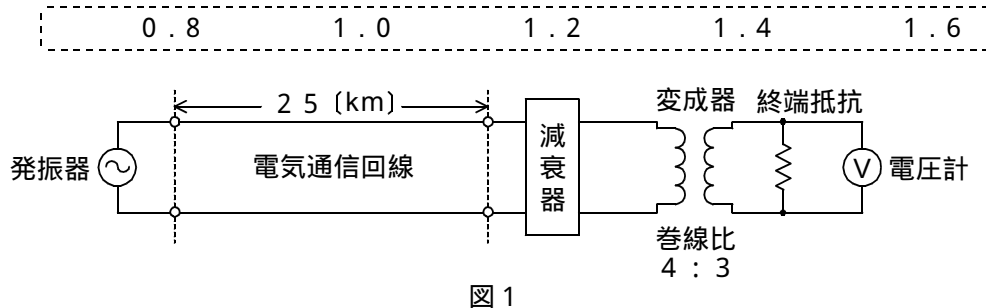 0.8 1.0 1.2 1.4 1.6
25〔km〕
変成器 終端抵抗
発振器
電気通信回線
減衰器
V
電圧計
巻線比
4:3
図1